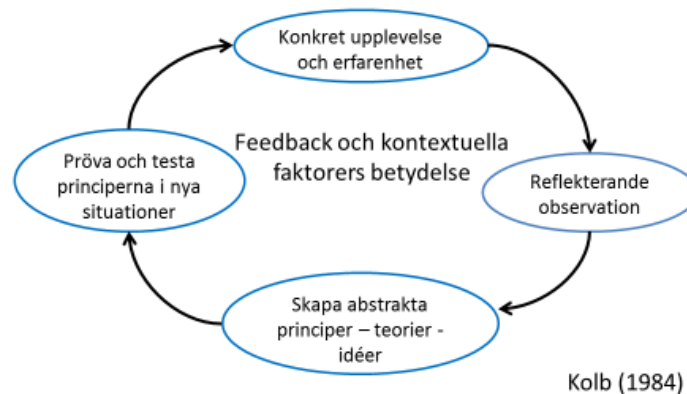 Konkret upplevelse
och erfarenhet
Feedback och kontextuella
faktorers betydelse
Pröva och testa
principerna i nya
situationer
Reflekterande
observation
Skapa abstrakta
principer – teorier -
idéer
Kolb (1984)